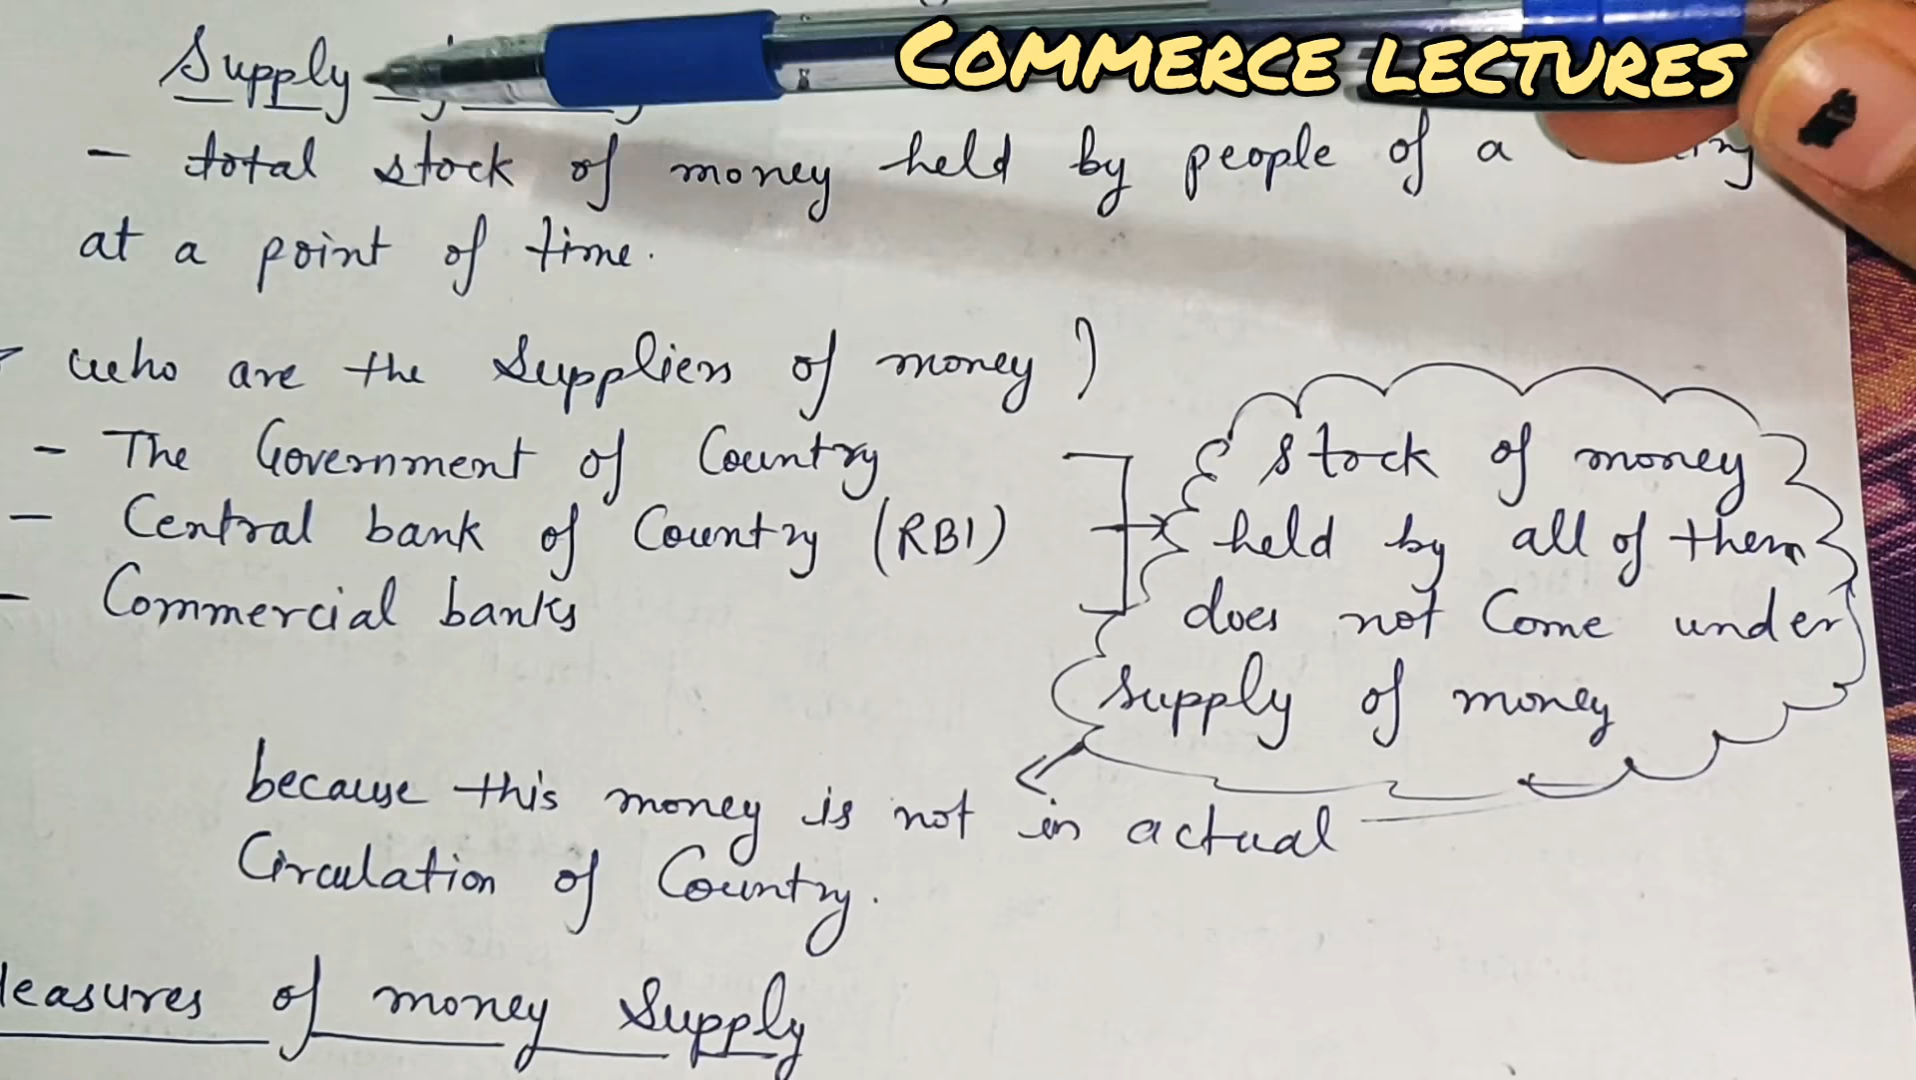 Supply
COMMERCE LECTURES
- total stock of money held by people of a
at a point of time.
who are the Suppliers of money ?
- The Government of Country
- Central bank of Country (RBI)
- Commercial banks
stock of money
held by all of them
does not Come under
supply of money
because this money is not in actual
Circulation of Country.
Measures of money Supply